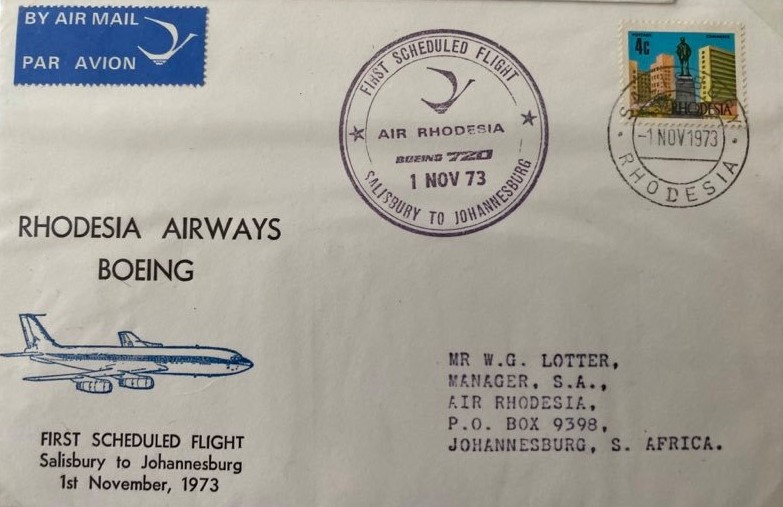 BY AIR MAIL
PAR AVION
FIRST SCHEDULED FLIGHT
AIR RHODESIA
BOEING 720
1 NOV 73
SALISBURY TO JOHANNESBURG
4c
RHODESIA
-1 NOV 1973
RHODESIA
RHODESIA AIRWAYS
BOEING
FIRST SCHEDULED FLIGHT
Salisbury to Johannesburg
1st November, 1973
MR W.G. LOTTER,
MANAGER, S.A.,
AIR RHODESIA,
P.O. BOX 9398,
JOHANNESBURG, S. AFRICA.